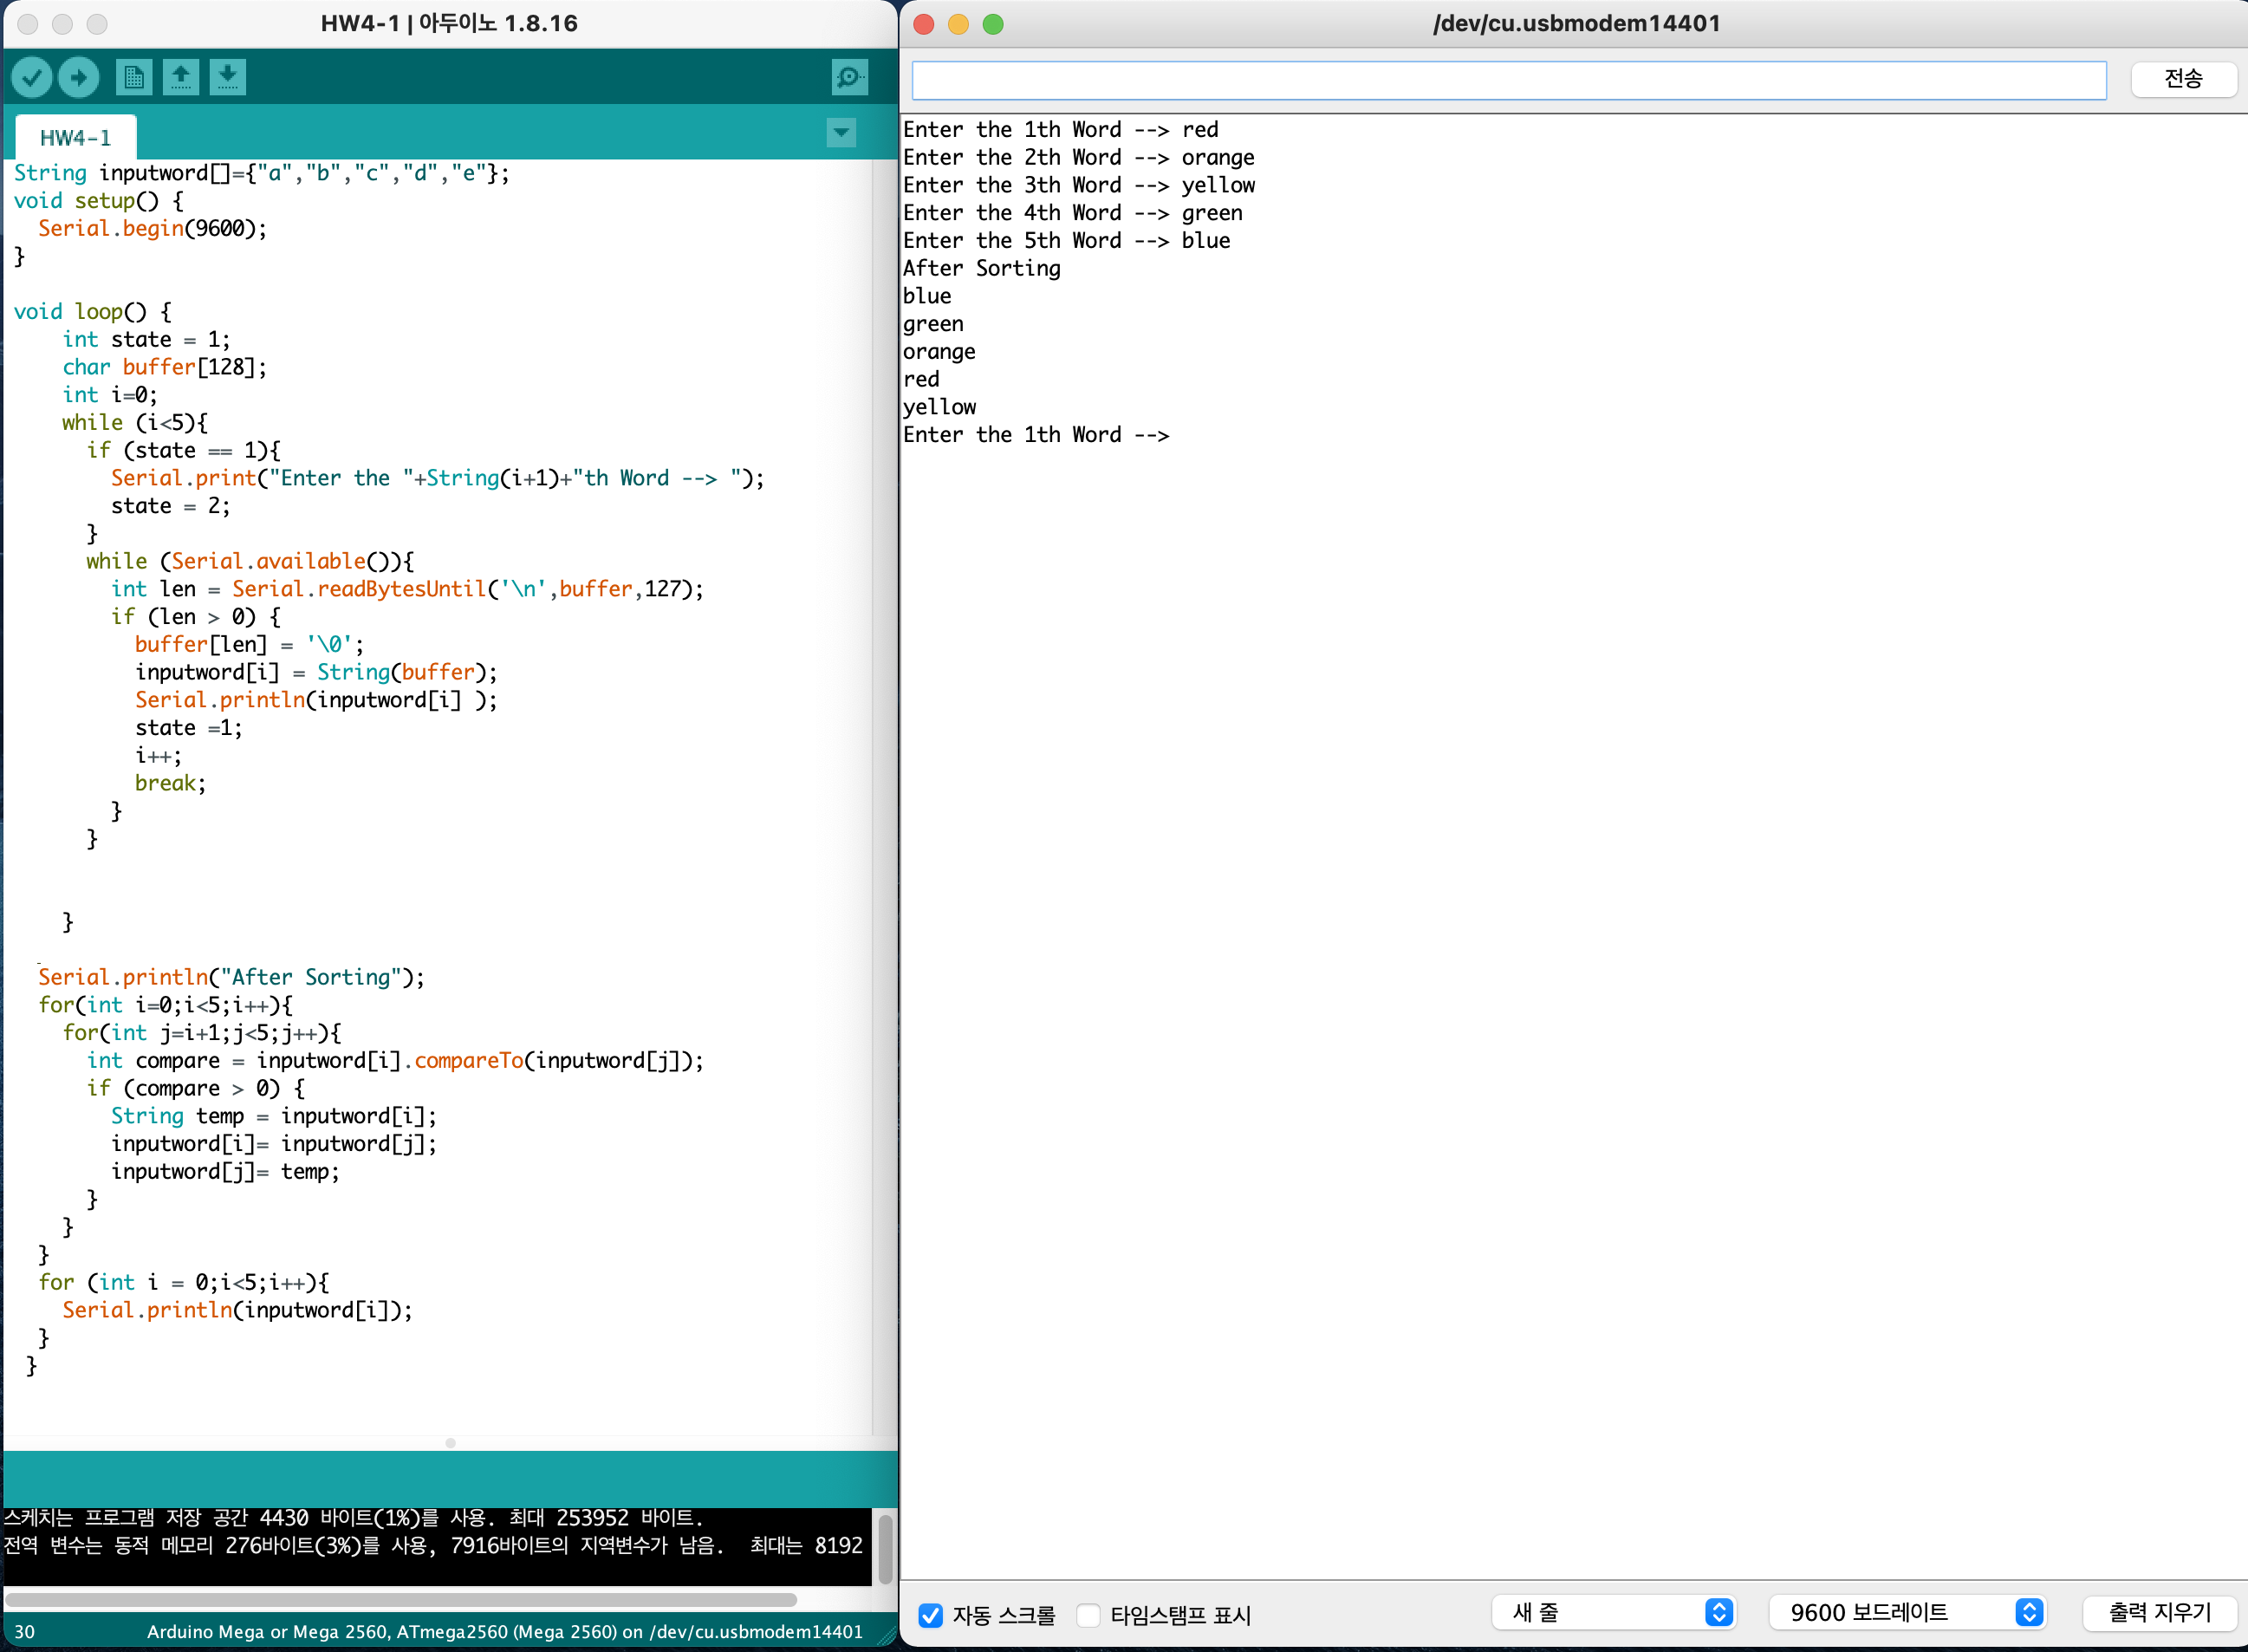 HW4-1 | 아두이노 1.8.16
HW4-1
String inputword[]={"a","b","c","d","e"};
void setup() {
  Serial.begin(9600);
}
void loop() {
    int state = 1;
    char buffer[128];
    int i=0;
    while (i<5){
      if (state == 1){
        Serial.print("Enter the "+String(i+1)+"th Word --> ");
        state = 2;
      }
      while (Serial.available()){
        int len = Serial.readBytesUntil('\n',buffer,127);
        if (len > 0) {
          buffer[len] = '\0';
          inputword[i] = String(buffer);
          Serial.println(inputword[i] );
          state =1;
          i++;
          break;
        }
      }
    }
  Serial.println("After Sorting");
  for(int i=0;i<5;i++){
    for(int j=i+1;j<5;j++){
      int compare = inputword[i].compareTo(inputword[j]);
      if (compare > 0) {
        String temp = inputword[i];
        inputword[i]= inputword[j];
        inputword[j]= temp;
      }
    }
  }
  for (int i = 0;i<5;i++){
    Serial.println(inputword[i]);
  }
 }
스케치는 프로그램 저장 공간 4430 바이트(1%)를 사용. 최대 253952 바이트.
전역 변수는 동적 메모리 276바이트(3%)를 사용, 7916바이트의 지역변수가 남음.  최대는 8192
30 Arduino Mega or Mega 2560, ATmega2560 (Mega 2560) on /dev/cu.usbmodem14401
/dev/cu.usbmodem14401
전송
Enter the 1th Word --> red
Enter the 2th Word --> orange
Enter the 3th Word --> yellow
Enter the 4th Word --> green
Enter the 5th Word --> blue
After Sorting
blue
green
orange
red
yellow
Enter the 1th Word -->
자동 스크롤 타임스탬프 표시 새 줄 9600 보드레이트 출력 지우기